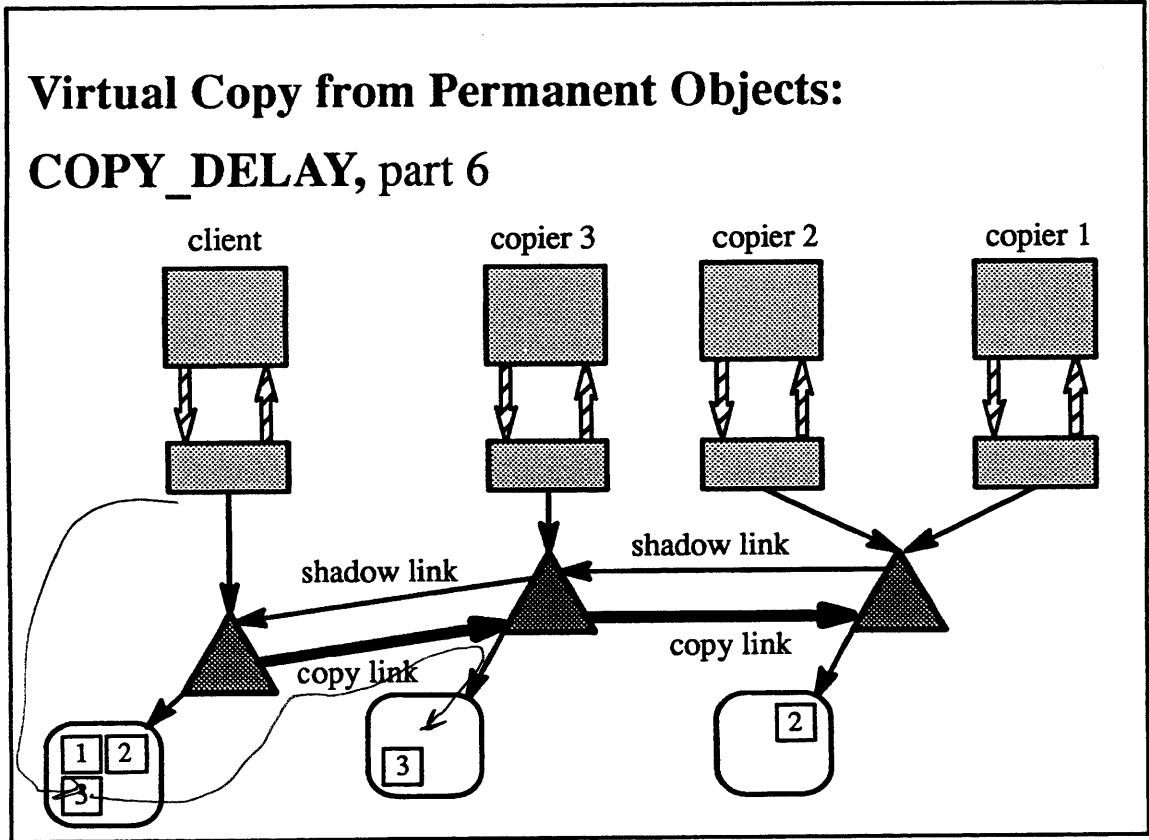 Virtual Copy from Permanent Objects:
COPY_DELAY, part 6
client
copier 3
copier 2
copier 1
shadow link
shadow link
copy link
copy link
1 2
3
3
2